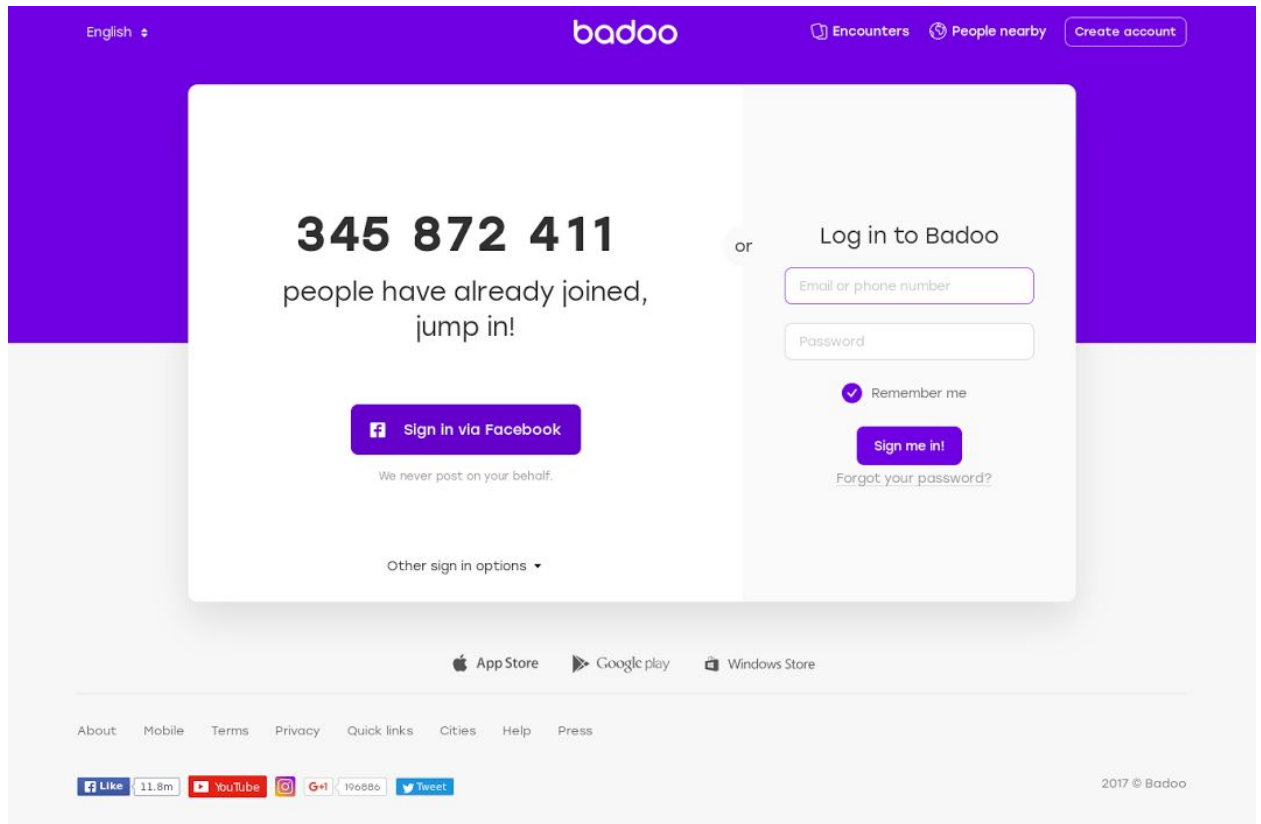 English
badoo
Encounters
People nearby
Create account
345 872 411
people have already joined,
jump in!
Sign in via Facebook
We never post on your behalf.
Other sign in options
or
Log in to Badoo
Email or phone number
Password
Remember me
Sign me in!
Forgot your password?
App Store
Google play
Windows Store
About Mobile Terms Privacy Quick links Cities Help Press
Like 11.8m YouTube G+1 196886 Tweet
2017 © Badoo